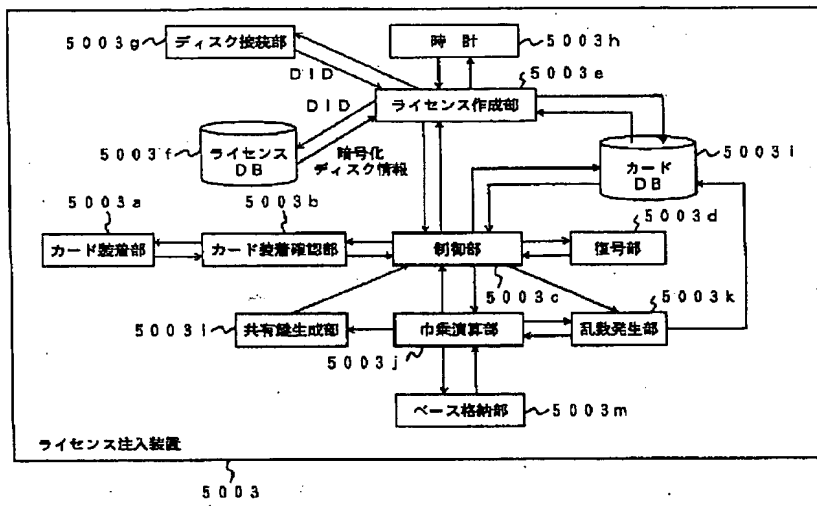 5003g ディスク接続部
時計 5003h
DID
5003e
DID
ライセンス作成部
5003f ライセンスDB
暗号化
ディスク情報
カードDB 5003i
5003a
5003b
5003d
カード装着部
カード装着確認部
制御部
復号部
5003c
5003k
5003l 共有鍵生成部
巾乗演算部
乱数発生部
5003j
ベース格納部 5003m
ライセンス注入装置
5003